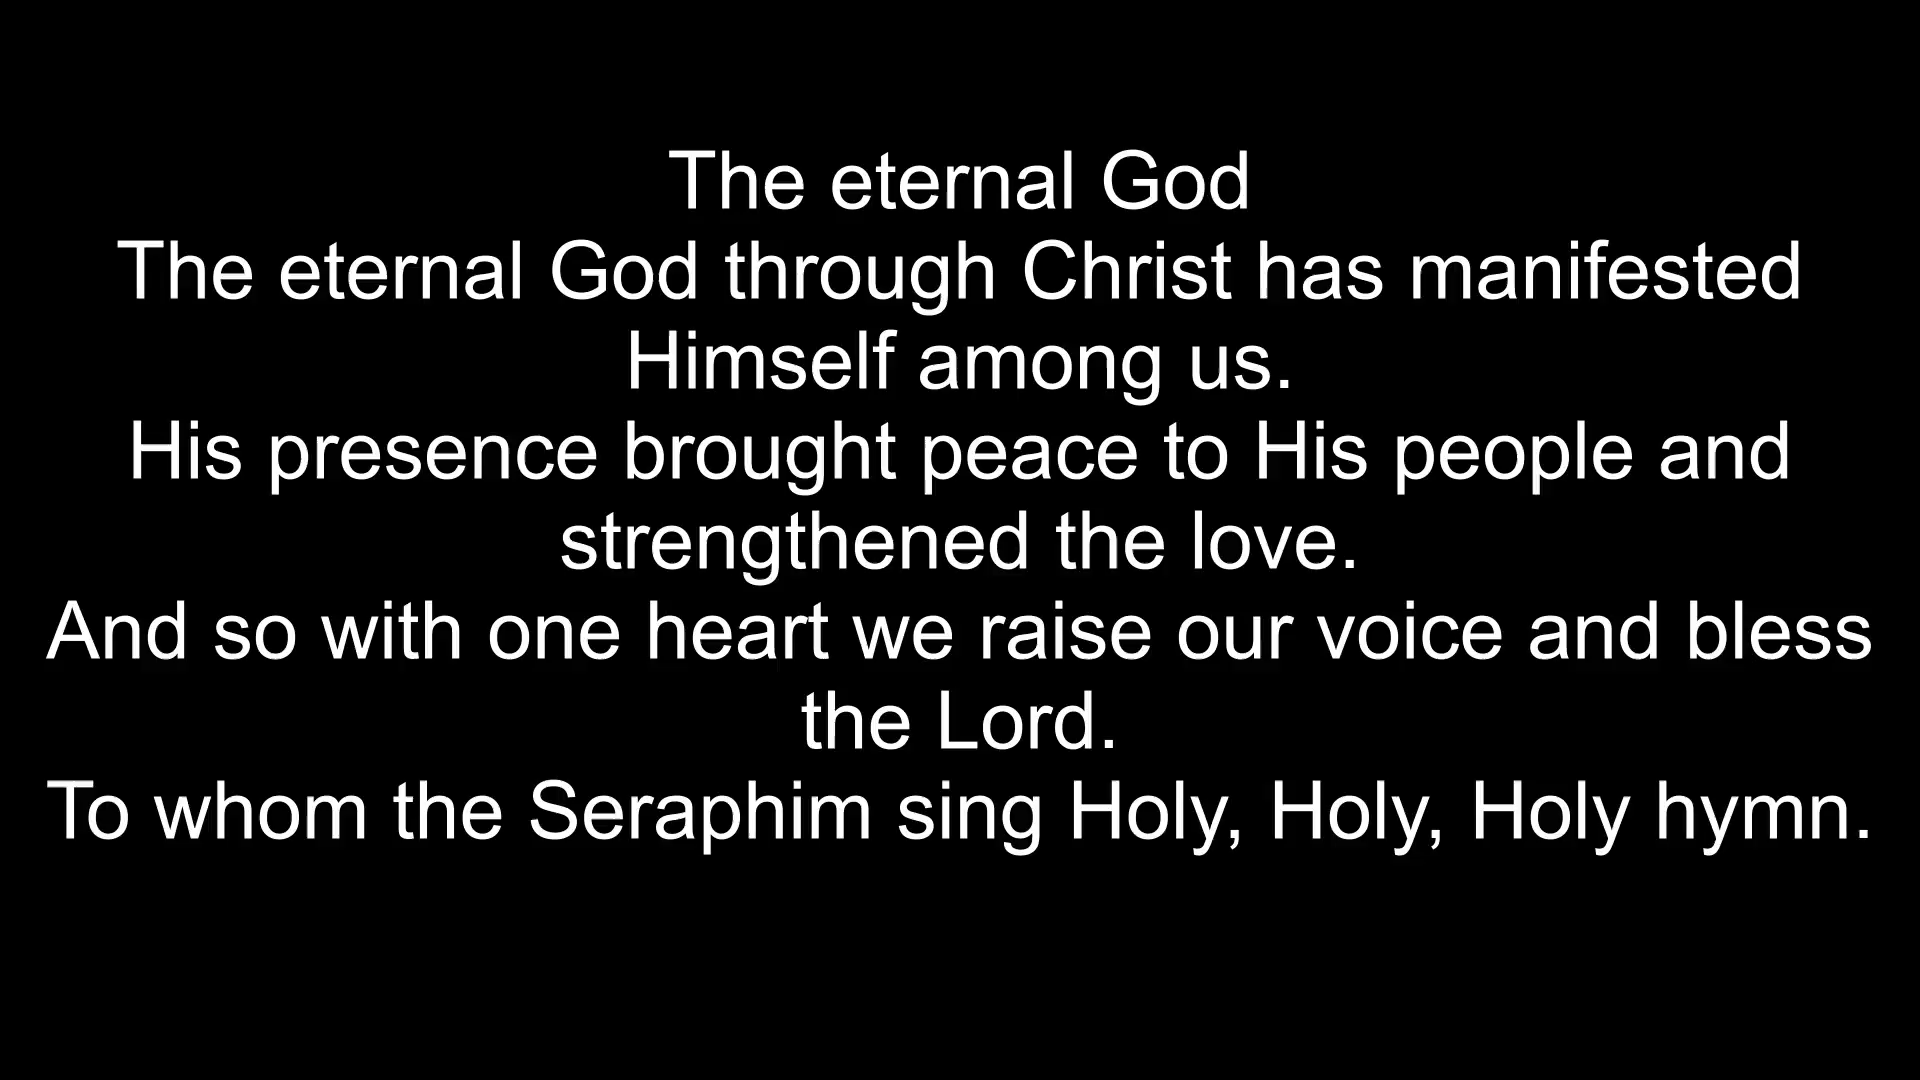 The eternal God
The eternal God through Christ has manifested
Himself among us.
His presence brought peace to His people and
strengthened the love.
And so with one heart we raise our voice and bless
the Lord.
To whom the Seraphim sing Holy, Holy, Holy hymn.